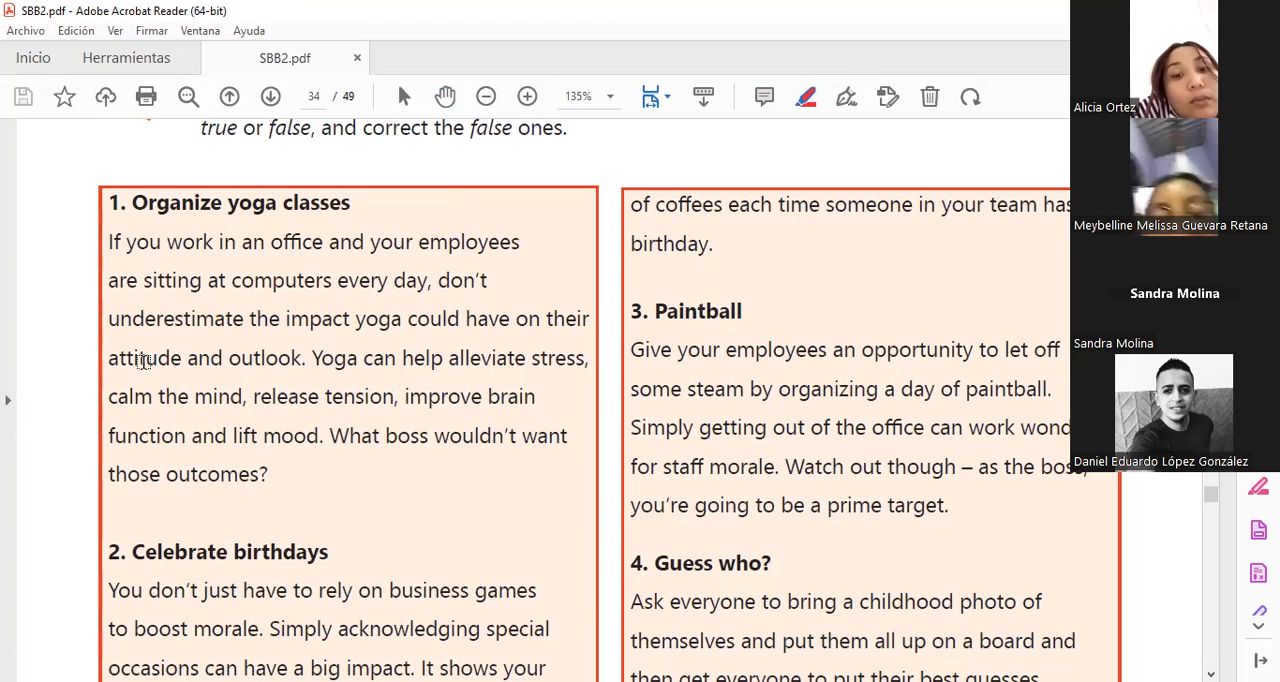 SBB2.pdf - Adobe Acrobat Reader (64-bit)
Archivo Edición Ver Firmar Ventana Ayuda
Inicio Herramientas SBB2.pdf ×
34 / 49 135%
true or false, and correct the false ones.
1. Organize yoga classes
If you work in an office and your employees
are sitting at computers every day, don't
underestimate the impact yoga could have on their
attitude and outlook. Yoga can help alleviate stress,
calm the mind, release tension, improve brain
function and lift mood. What boss wouldn't want
those outcomes?
2. Celebrate birthdays
You don't just have to rely on business games
to boost morale. Simply acknowledging special
occasions can have a big impact. It shows your
of coffees each time someone in your team has
birthday.
3. Paintball
Give your employees an opportunity to let off
some steam by organizing a day of paintball.
Simply getting out of the office can work wond
for staff morale. Watch out though – as the boss,
you're going to be a prime target.
4. Guess who?
Ask everyone to bring a childhood photo of
themselves and put them all up on a board and
then get everyone to put their best guesses
Alicia Ortez
Meybelline Melissa Guevara Retana
Sandra Molina
Sandra Molina
Daniel Eduardo López González